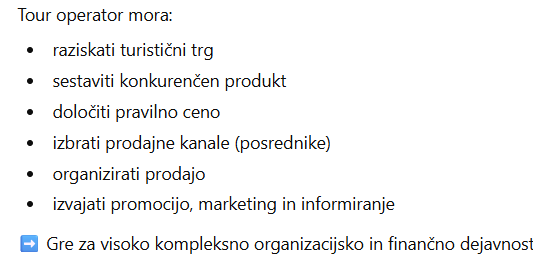 Tour operator mora:
• raziskati turistični trg
• sestaviti konkurenčen produkt
• določiti pravilno ceno
• izbrati prodajne kanale (posrednike)
• organizirati prodajo
• izvajati promocijo, marketing in informiranje
➡️ Gre za visoko kompleksno organizacijsko in finančno dejavnost